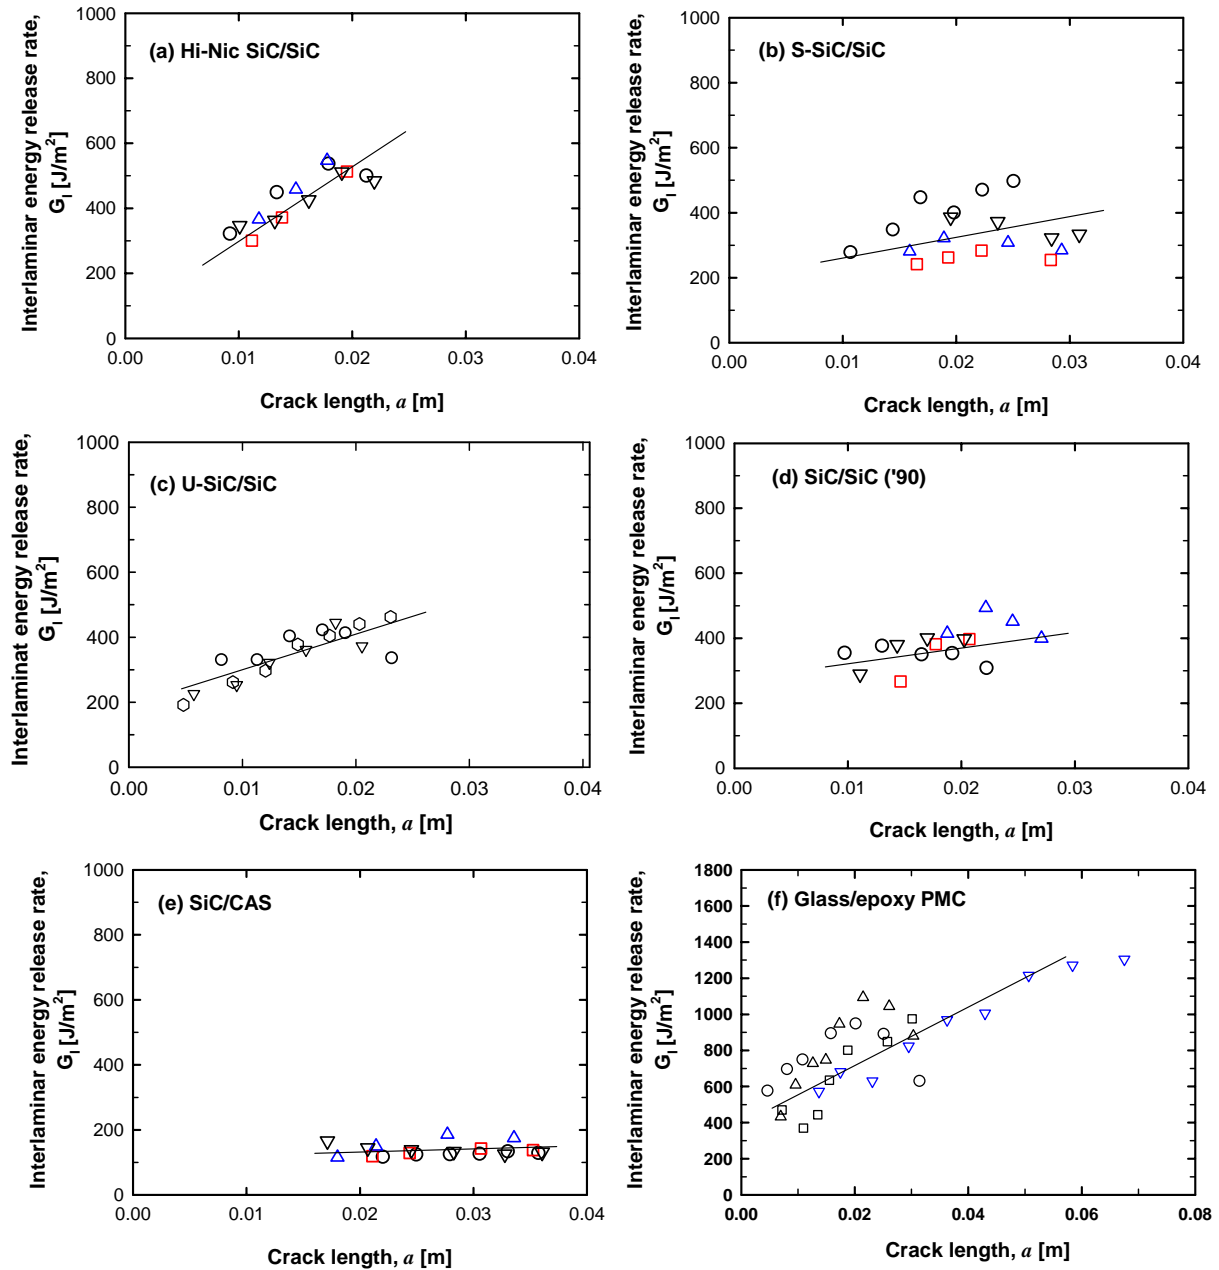 Interlaminar energy release rate,
G_I [J/m²]
1000
800
600
400
200
0
(a) Hi-Nic SiC/SiC
0.00 0.01 0.02 0.03 0.04
Crack length, a [m]
Interlaminar energy release rate,
G_I [J/m²]
1000
800
600
400
200
0
(b) S-SiC/SiC
0.00 0.01 0.02 0.03 0.04
Crack length, a [m]
Interlaminat energy release rate,
G_I [J/m²]
1000
800
600
400
200
0
(c) U-SiC/SiC
0.00 0.01 0.02 0.03 0.04
Crack length, a [m]
Interlaminar energy release rate,
G_I [J/m²]
1000
800
600
400
200
0
(d) SiC/SiC ('90)
0.00 0.01 0.02 0.03 0.04
Crack length, a [m]
Interlaminar energy release rate,
G_I [J/m²]
1000
800
600
400
200
0
(e) SiC/CAS
0.00 0.01 0.02 0.03 0.04
Crack length, a [m]
Interlaminar energy release rate,
G_I [J/m²]
1800
1600
1400
1200
1000
800
600
400
200
0
(f) Glass/epoxy PMC
0.00 0.02 0.04 0.06 0.08
Crack length, a [m]